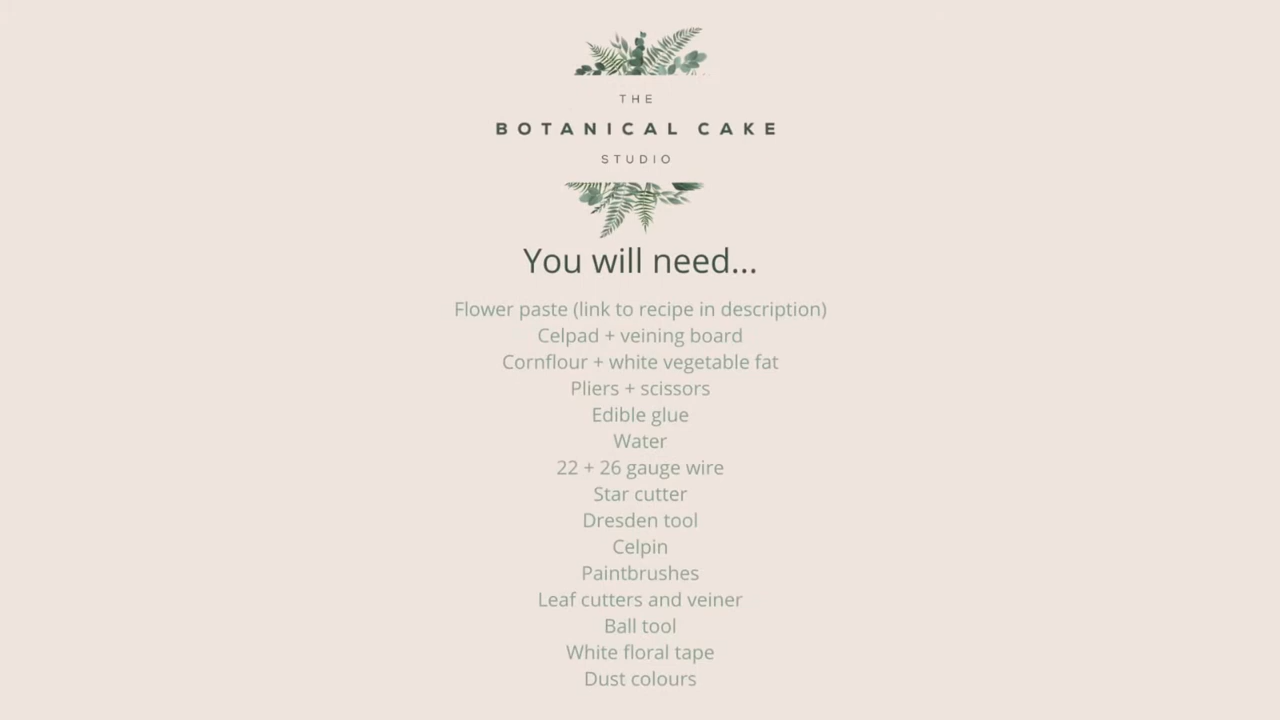 THE
BOTANICAL CAKE
STUDIO
You will need...
Flower paste (link to recipe in description)
Celpad + veining board
Cornflour + white vegetable fat
Pliers + scissors
Edible glue
Water
22 + 26 gauge wire
Star cutter
Dresden tool
Celpin
Paintbrushes
Leaf cutters and veiner
Ball tool
White floral tape
Dust colours